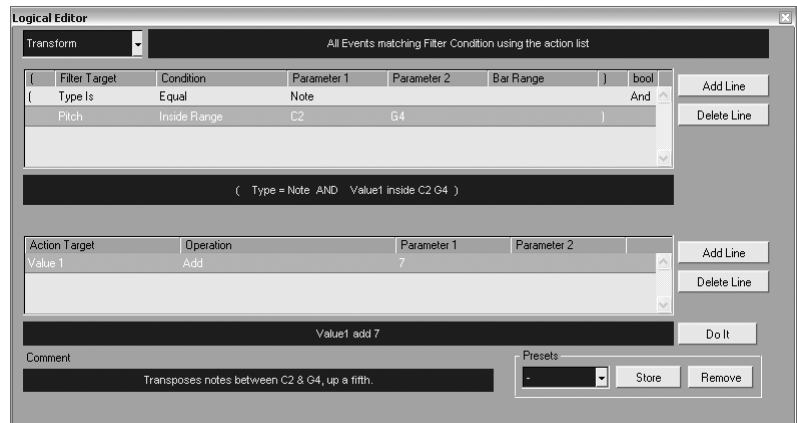 Logical Editor
Transform
All Events matching Filter Condition using the action list
( Filter Target Condition Parameter 1 Parameter 2 Bar Range ) bool
( Type Is Equal Note And
Pitch Inside Range C2 G4 )
Add Line
Delete Line
( Type = Note AND Value1 inside C2 G4 )
Action Target Operation Parameter 1 Parameter 2
Value 1 Add 7
Add Line
Delete Line
Value1 add 7
Do It
Comment
Transposes notes between C2 & G4, up a fifth.
Presets
-
Store
Remove